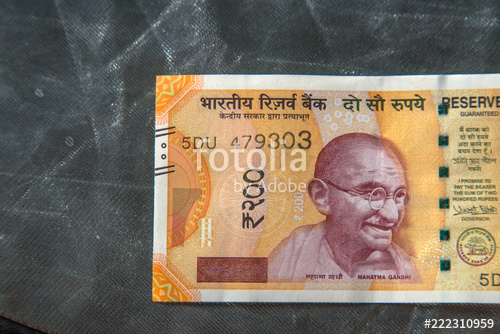 भारतीय रिज़र्व बैंक
केन्द्रीय सरकार द्वारा प्रत्याभूत
दो सौ रुपये
RESERVE
GUARANTEED
5DU 479303
मैं धारक को
दो सौ रुपये
अदा करने का
वचन देता हूँ
I PROMISE TO
PAY THE BEARER
THE SUM OF TWO
HUNDRED RUPEES
GOVERNOR
₹२००
₹200
महात्मा गांधी
MAHATMA GANDHI
5D
fotolia
by Adobe
#222310959